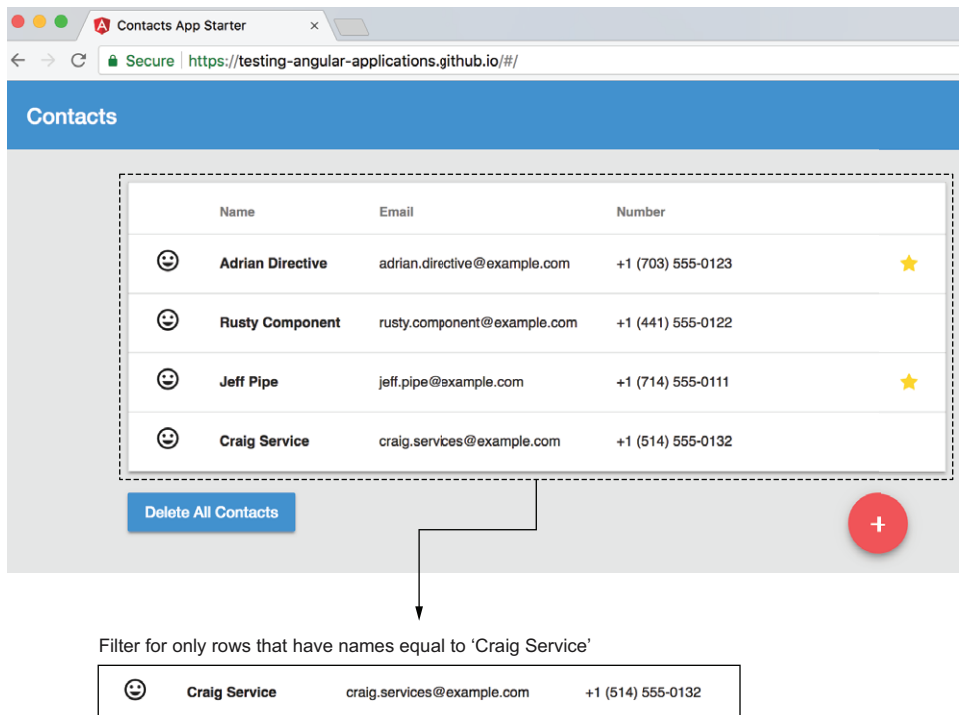 Contacts App Starter
Secure https://testing-angular-applications.github.io/#/
Contacts
Name Email Number
Adrian Directive adrian.directive@example.com +1 (703) 555-0123
Rusty Component rusty.component@example.com +1 (441) 555-0122
Jeff Pipe jeff.pipe@example.com +1 (714) 555-0111
Craig Service craig.services@example.com +1 (514) 555-0132
Delete All Contacts +
Filter for only rows that have names equal to ‘Craig Service’
Craig Service craig.services@example.com +1 (514) 555-0132